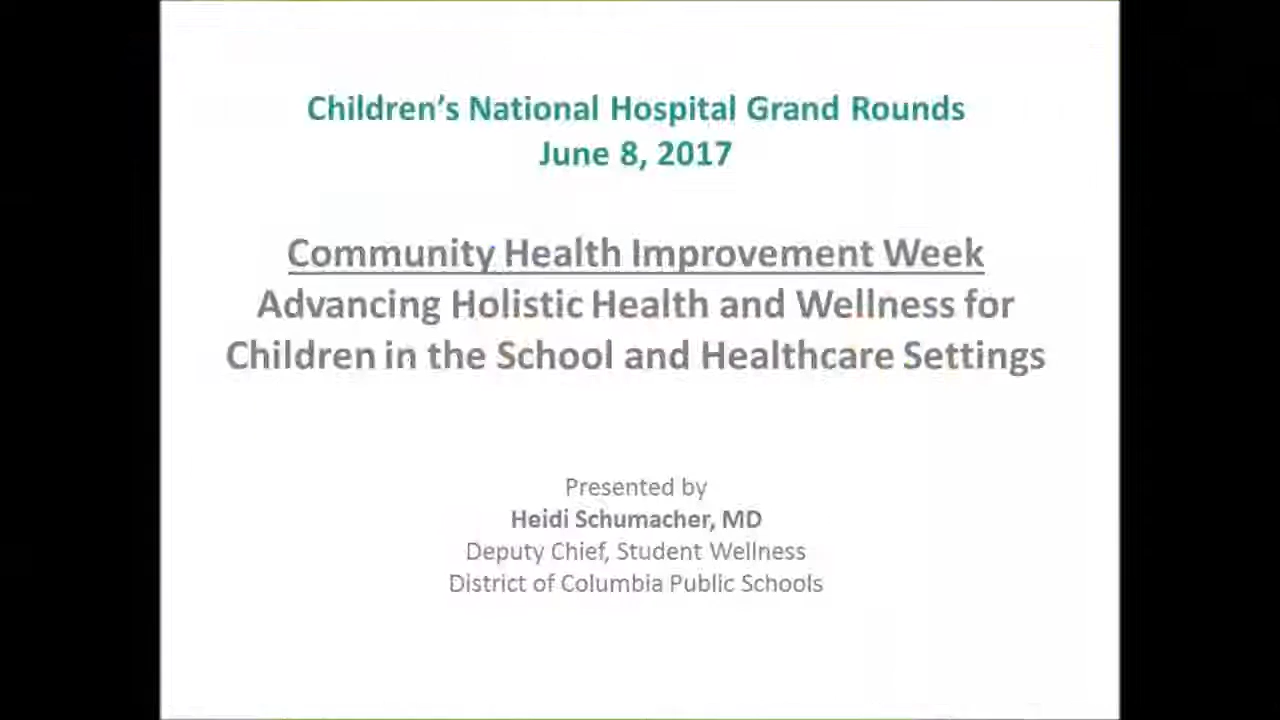 Children's National Hospital Grand Rounds
June 8, 2017
Community Health Improvement Week
Advancing Holistic Health and Wellness for
Children in the School and Healthcare Settings
Presented by
Heidi Schumacher, MD
Deputy Chief, Student Wellness
District of Columbia Public Schools